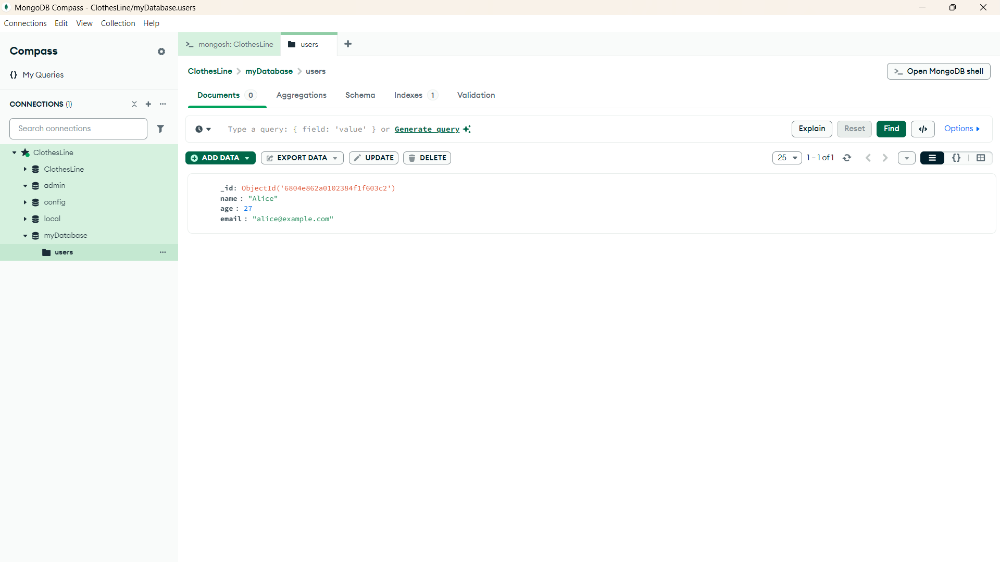 MongoDB Compass - ClothesLine/myDatabase.users
Connections Edit View Collection Help
Compass
{} My Queries
CONNECTIONS (1)
Search connections
ClothesLine
ClothesLine
admin
config
local
myDatabase
users
>_ mongosh: ClothesLine
users
ClothesLine > myDatabase > users
>_ Open MongoDB shell
Documents 0 Aggregations Schema Indexes 1 Validation
Type a query: { field: 'value' } or Generate query
Explain Reset Find </> Options
ADD DATA EXPORT DATA UPDATE DELETE
25 1 – 1 of 1 {}
_id: ObjectId('6804e862a0102384f1f603c2')
name : "Alice"
age : 27
email : "alice@example.com"